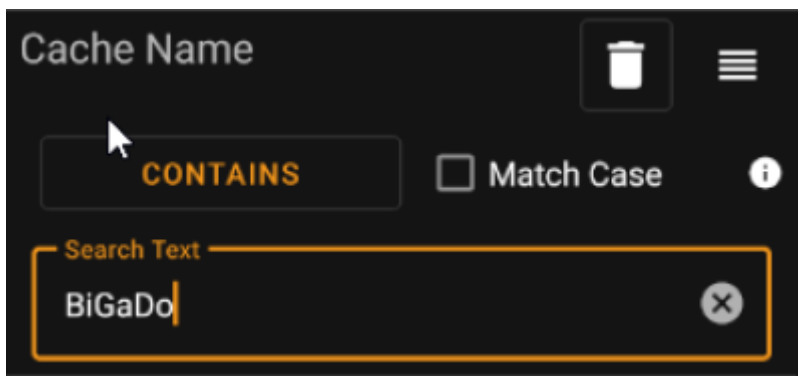 Cache Name
CONTAINS
Match Case
Search Text
BiGaDo